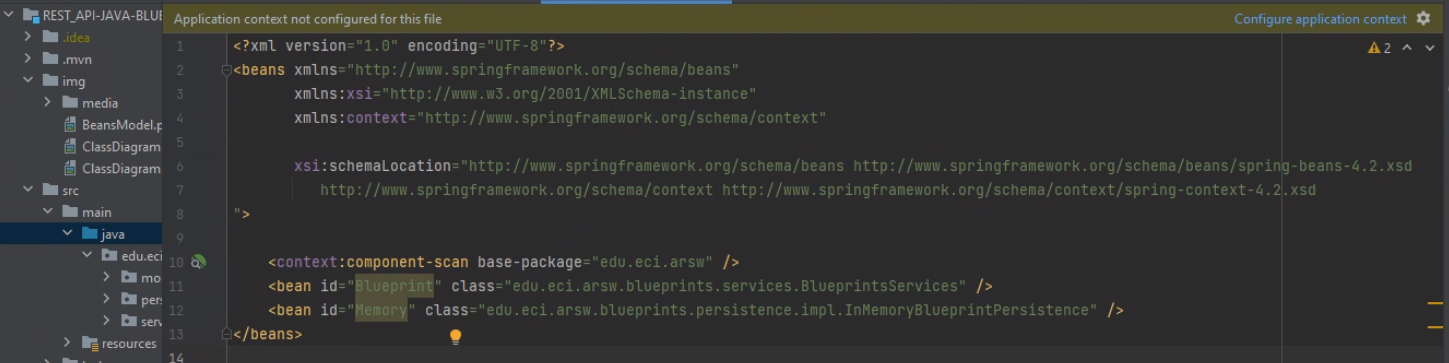 REST_API-JAVA-BLUE
.idea
.mvn
img
media
BeansModel.p
ClassDiagram
ClassDiagram
src
main
java
edu.eci
mo
pers
serv
resources
Application context not configured for this file
Configure application context
2
1 <?xml version="1.0" encoding="UTF-8"?>
2 <beans xmlns="http://www.springframework.org/schema/beans"
3 xmlns:xsi="http://www.w3.org/2001/XMLSchema-instance"
4 xmlns:context="http://www.springframework.org/schema/context"
5
6 xsi:schemaLocation="http://www.springframework.org/schema/beans http://www.springframework.org/schema/beans/spring-beans-4.2.xsd
7 http://www.springframework.org/schema/context http://www.springframework.org/schema/context/spring-context-4.2.xsd
8 ">
9
10 <context:component-scan base-package="edu.eci.arsw" />
11 <bean id="Blueprint" class="edu.eci.arsw.blueprints.services.BlueprintsServices" />
12 <bean id="Memory" class="edu.eci.arsw.blueprints.persistence.impl.InMemoryBlueprintPersistence" />
13 </beans>
14